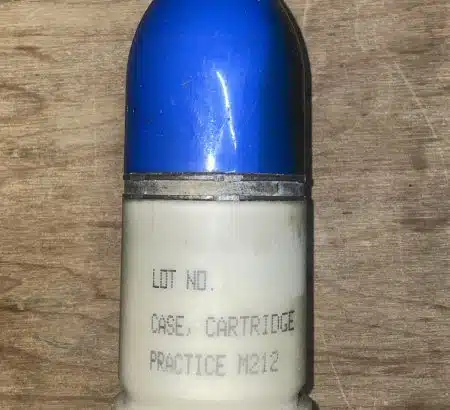 LOT NO.
CASE, CARTRIDGE
PRACTICE M212